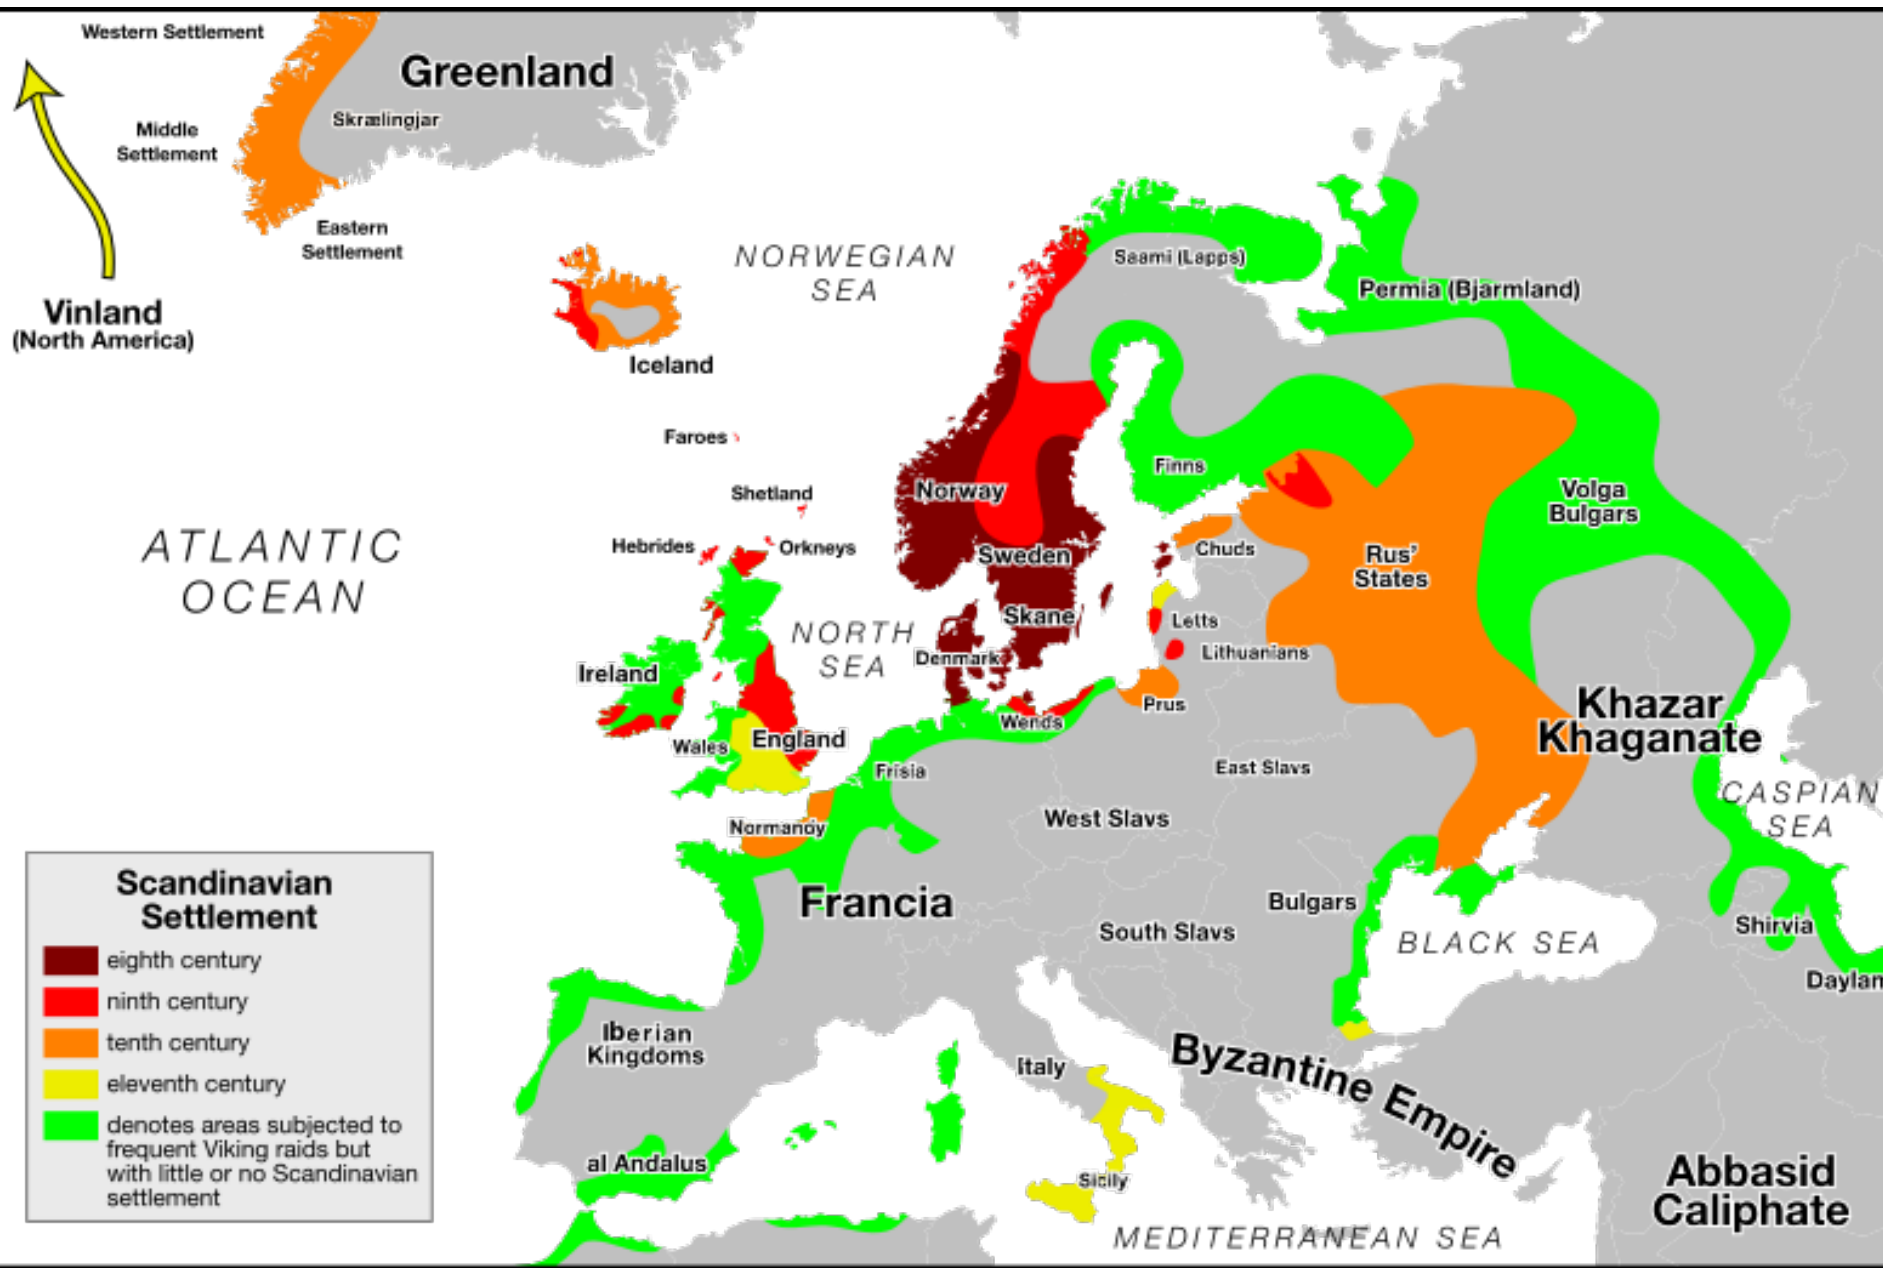 Western Settlement
Greenland
Skrælingjar
Middle
Settlement
Eastern
Settlement
Vinland
(North America)
NORWEGIAN
SEA
Iceland
Saami (Lapps)
Permia (Bjarmland)
Faroes
Shetland
Hebrides
Orkneys
ATLANTIC
OCEAN
Norway
Sweden
Skane
Denmark
Finns
Chuds
Volga
Bulgars
Rus'
States
Letts
Lithuanians
NORTH
SEA
Ireland
Wales
England
Wends
Prus
Frisia
Normandy
East Slavs
West Slavs
Khazar
Khaganate
CASPIAN
SEA
Francia
South Slavs
Bulgars
BLACK SEA
Shirvia
Daylan
Iberian
Kingdoms
al Andalus
Italy
Sicily
Byzantine Empire
MEDITERRANEAN SEA
Abbasid
Caliphate
Scandinavian
Settlement
eighth century
ninth century
tenth century
eleventh century
denotes areas subjected to
frequent Viking raids but
with little or no Scandinavian
settlement